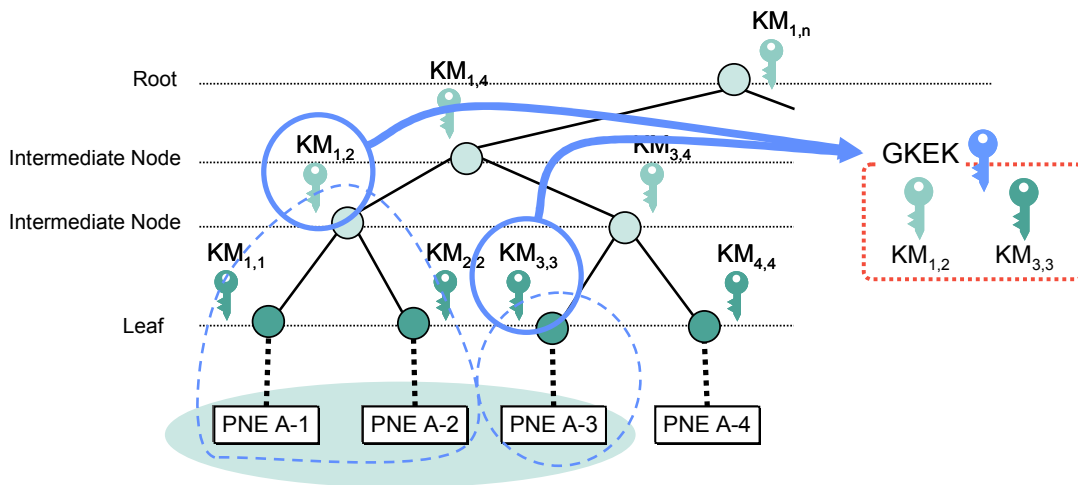 KM1,n
Root
KM1,4
Intermediate Node
KM1,2
KM3,4
GKEK
Intermediate Node
KM1,1
KM2,2
KM3,3
KM4,4
KM1,2
KM3,3
Leaf
PNE A-1
PNE A-2
PNE A-3
PNE A-4